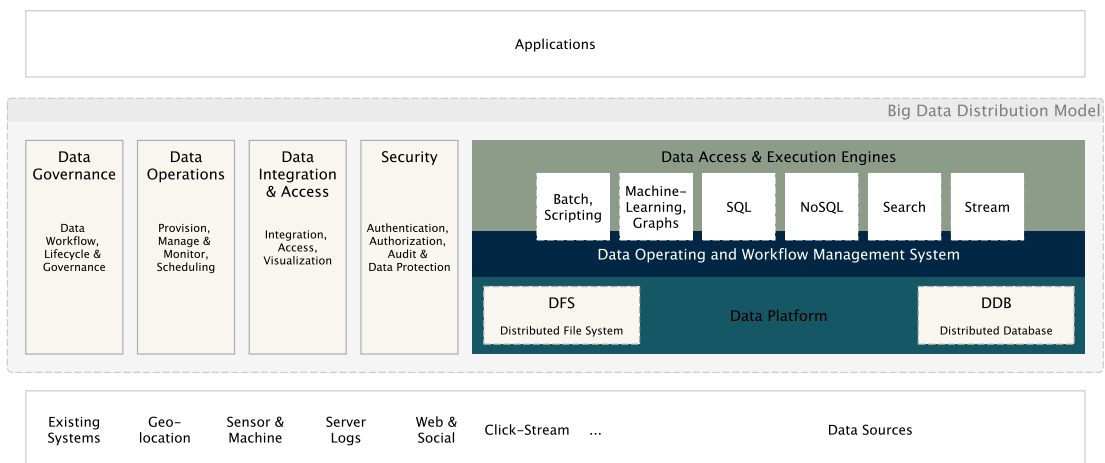 Applications
Big Data Distribution Model
Data
Governance
Data
Workflow,
Lifecycle &
Governance
Data
Operations
Provision,
Manage &
Monitor,
Scheduling
Data
Integration
& Access
Integration,
Access,
Visualization
Security
Authentication,
Authorization,
Audit &
Data Protection
Data Access & Execution Engines
Batch,
Scripting
Machine-
Learning,
Graphs
SQL
NoSQL
Search
Stream
Data Operating and Workflow Management System
DFS
Distributed File System
Data Platform
DDB
Distributed Database
Existing
Systems
Geo-
location
Sensor &
Machine
Server
Logs
Web &
Social
Click-Stream
...
Data Sources